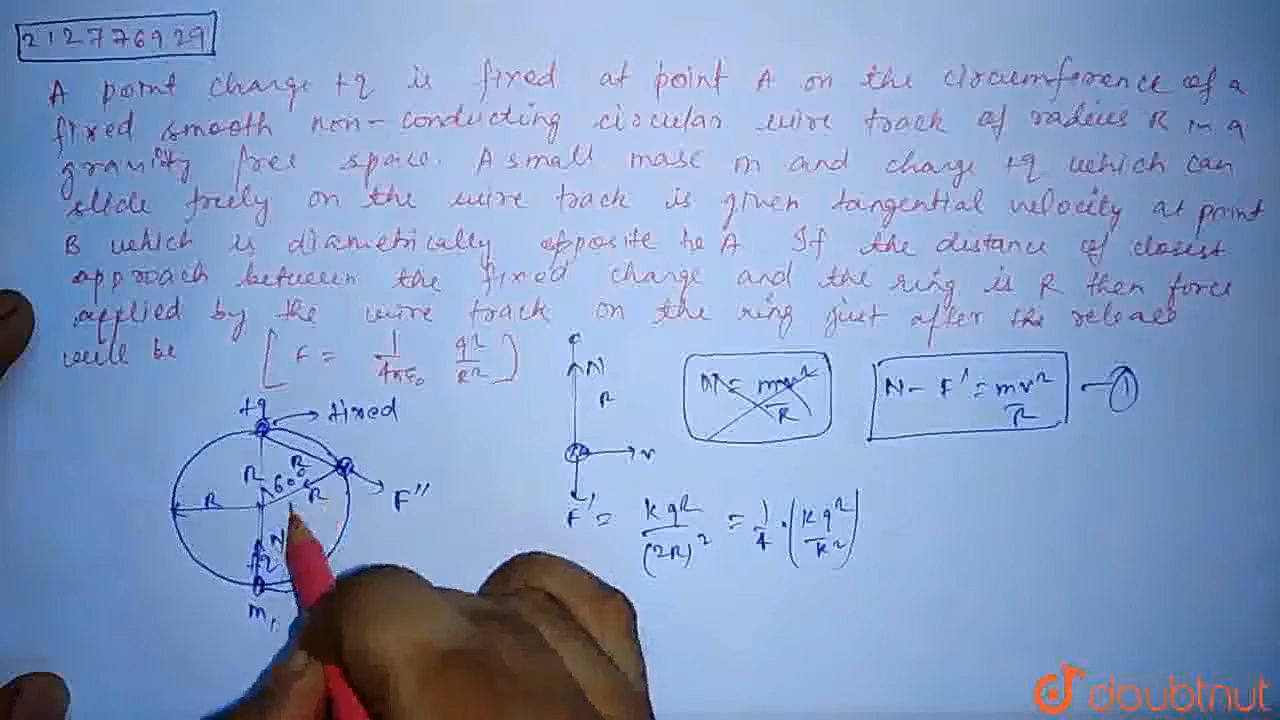 212776929
A point charge +q is fixed at point A on the circumference of a
fixed smooth non-conducting circular wire track of radius R in a
gravity free space. A small mass m and charge +q which can
slide freely on the wire track is given tangential velocity at point
B which is diametrically opposite to A If the distance of closest
approach between the fixed charge and the ring is R then force
applied by the wire track on the ring just after the release
will be [F = 1/4πε₀ q²/R²]
+q → fixed
R
60°
R
R
R
F''
N
+q
m,
N
R
v
F' = kq²/(2R)² = 1/4 · (kq²/R²)
N = mv²/R
N - F' = mv²/R — ①
doubtnut